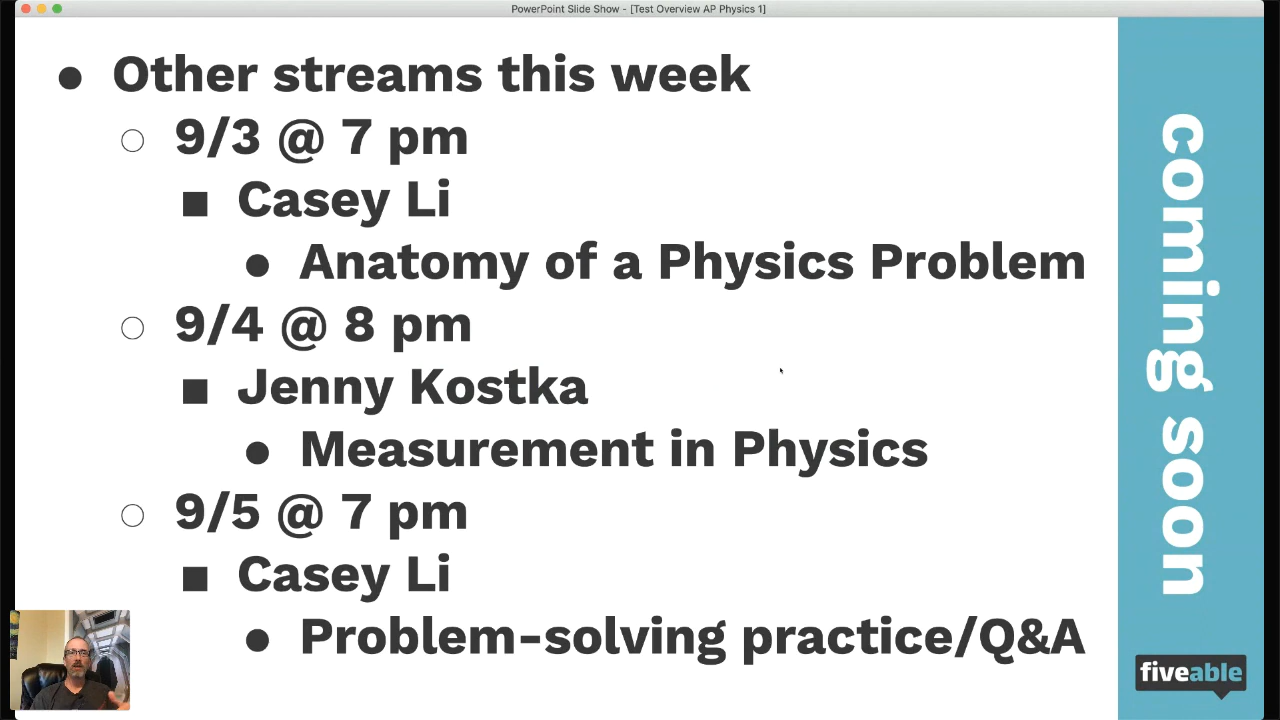 PowerPoint Slide Show - [Test Overview AP Physics 1]
● Other streams this week
○ 9/3 @ 7 pm
■ Casey Li
● Anatomy of a Physics Problem
○ 9/4 @ 8 pm
■ Jenny Kostka
● Measurement in Physics
○ 9/5 @ 7 pm
■ Casey Li
● Problem-solving practice/Q&A
coming soon
fiveable